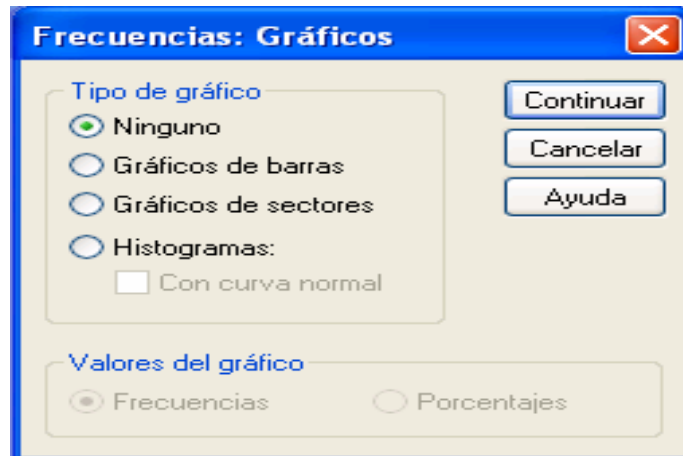 Frecuencias: Gráficos
Tipo de gráfico
Ninguno
Gráficos de barras
Gráficos de sectores
Histogramas:
Con curva normal
Continuar
Cancelar
Ayuda
Valores del gráfico
Frecuencias Porcentajes